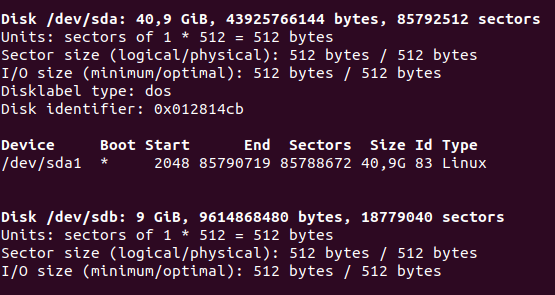 Disk /dev/sda: 40,9 GiB, 43925766144 bytes, 85792512 sectors
Units: sectors of 1 * 512 = 512 bytes
Sector size (logical/physical): 512 bytes / 512 bytes
I/O size (minimum/optimal): 512 bytes / 512 bytes
Disklabel type: dos
Disk identifier: 0x012814cb
Device     Boot Start      End  Sectors  Size Id Type
/dev/sda1  *     2048 85790719 85788672 40,9G 83 Linux
Disk /dev/sdb: 9 GiB, 9614868480 bytes, 18779040 sectors
Units: sectors of 1 * 512 = 512 bytes
Sector size (logical/physical): 512 bytes / 512 bytes
I/O size (minimum/optimal): 512 bytes / 512 bytes